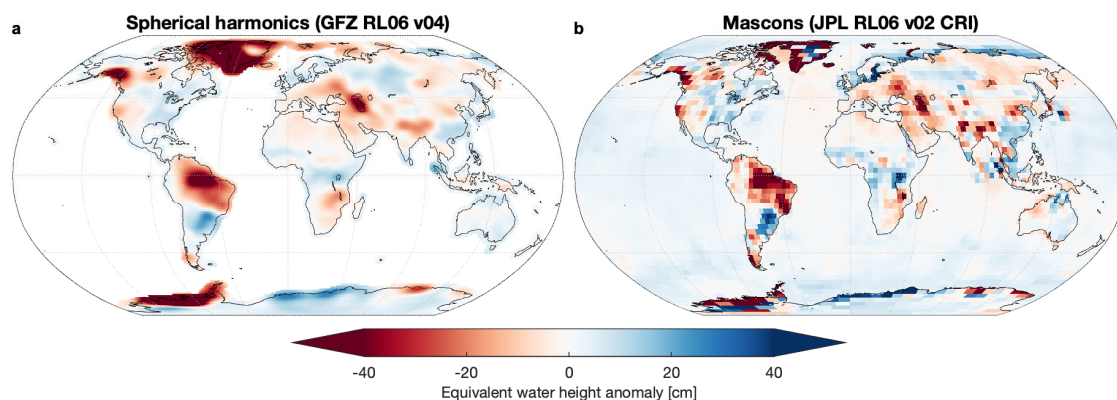 a Spherical harmonics (GFZ RL06 v04)
b Mascons (JPL RL06 v02 CRI)
-40 -20 0 20 40
Equivalent water height anomaly [cm]